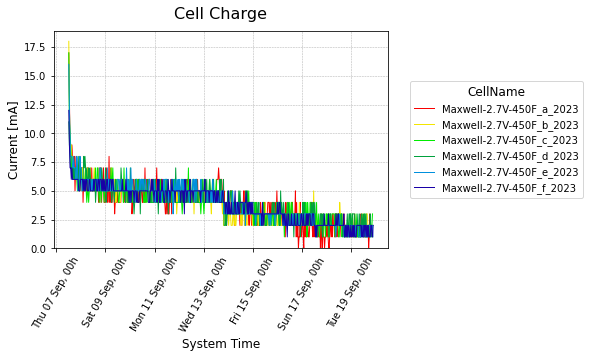 Cell Charge
Current [mA]
17.5
15.0
12.5
10.0
7.5
5.0
2.5
0.0
Thu 07 Sep, 00h
Sat 09 Sep, 00h
Mon 11 Sep, 00h
Wed 13 Sep, 00h
Fri 15 Sep, 00h
Sun 17 Sep, 00h
Tue 19 Sep, 00h
System Time
CellName
Maxwell-2.7V-450F_a_2023
Maxwell-2.7V-450F_b_2023
Maxwell-2.7V-450F_c_2023
Maxwell-2.7V-450F_d_2023
Maxwell-2.7V-450F_e_2023
Maxwell-2.7V-450F_f_2023